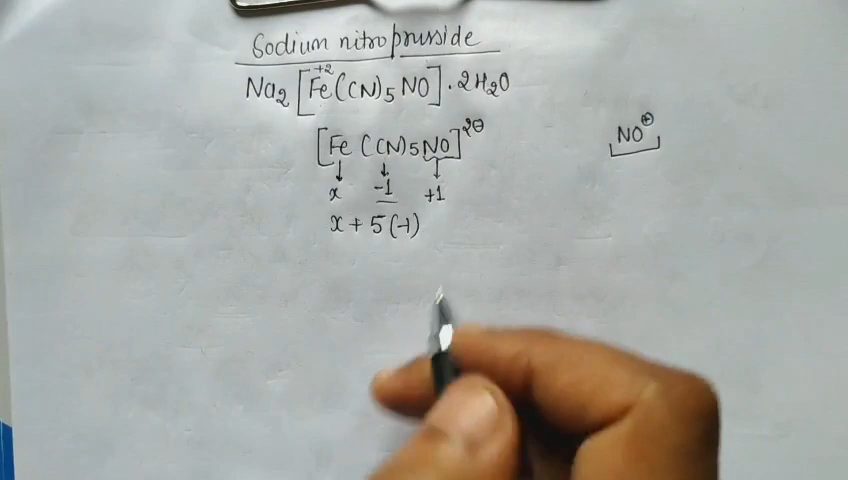 Sodium nitroprusside
Na₂[Fe⁺²(CN)₅NO]·2H₂O
[Fe(CN)5NO]²⊖
NO⊕
x -1 +1
x + 5(-1)